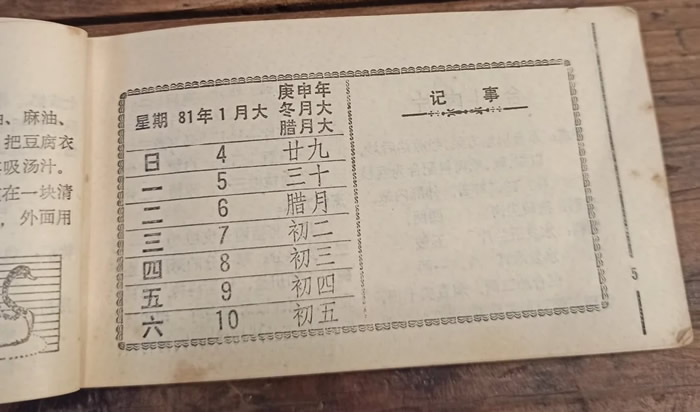 、麻油、
把豆腐衣
吸汤汁。
在一块清
，外面用
星期 81年1月大 庚申年
冬月大
腊月大
日 4 廿九
一 5 三十
二 6 腊月
三 7 初二
四 8 初三
五 9 初四
六 10 初五
记事
5